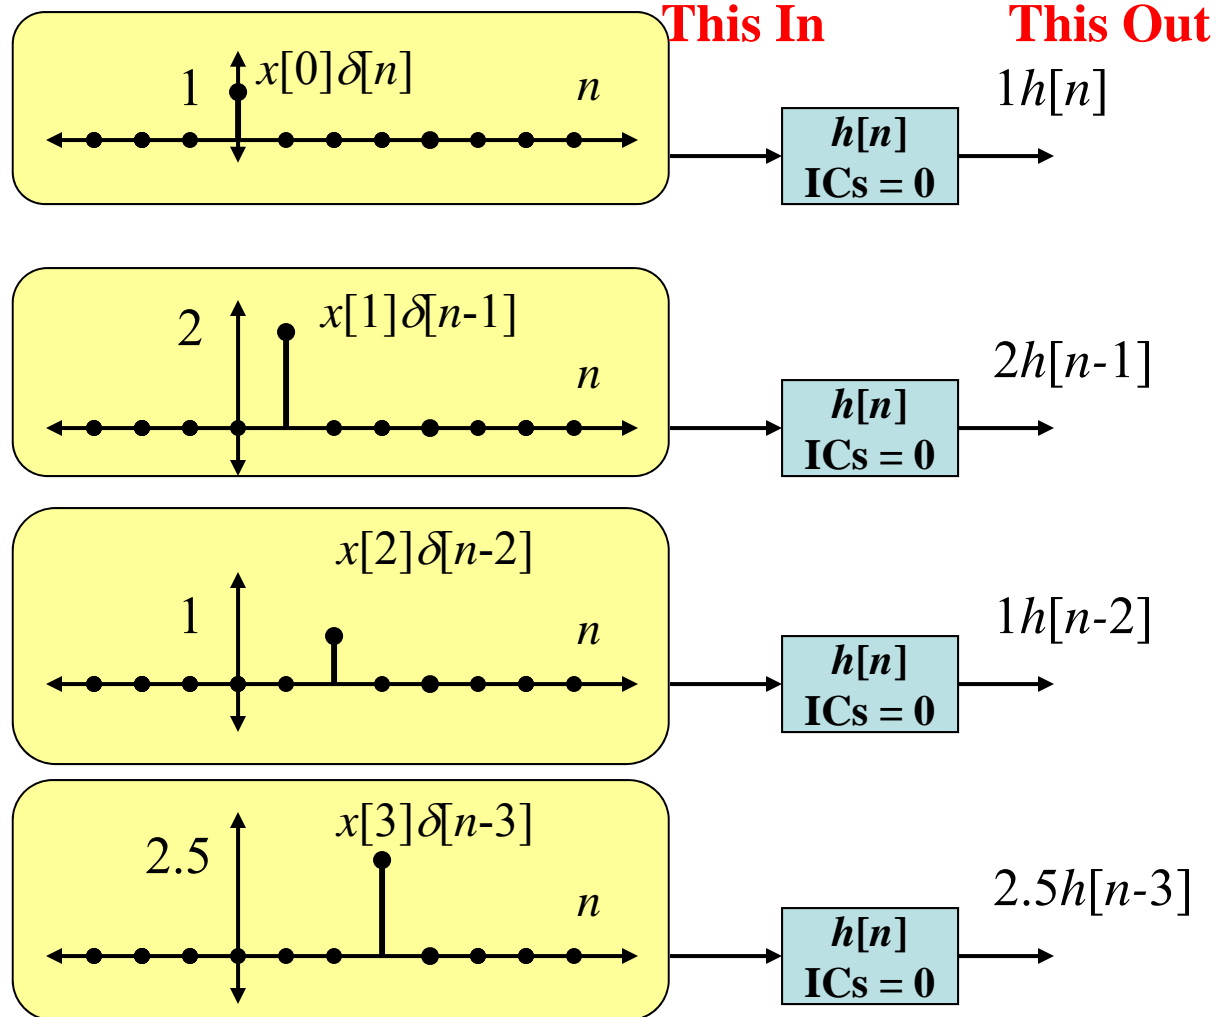 This In This Out
1 x[0]δ[n] n 1h[n]
h[n]
ICs = 0
2 x[1]δ[n-1] n 2h[n-1]
h[n]
ICs = 0
x[2]δ[n-2]
1 n 1h[n-2]
h[n]
ICs = 0
x[3]δ[n-3]
2.5 n 2.5h[n-3]
h[n]
ICs = 0